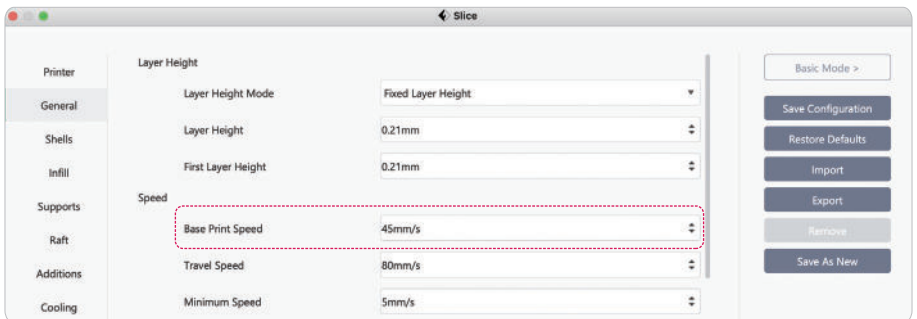 Slice
Printer
General
Shells
Infill
Supports
Raft
Additions
Cooling
Layer Height
Layer Height Mode Fixed Layer Height
Layer Height 0.21mm
First Layer Height 0.21mm
Speed
Base Print Speed 45mm/s
Travel Speed 80mm/s
Minimum Speed 5mm/s
Basic Mode >
Save Configuration
Restore Defaults
Import
Export
Remove
Save As New